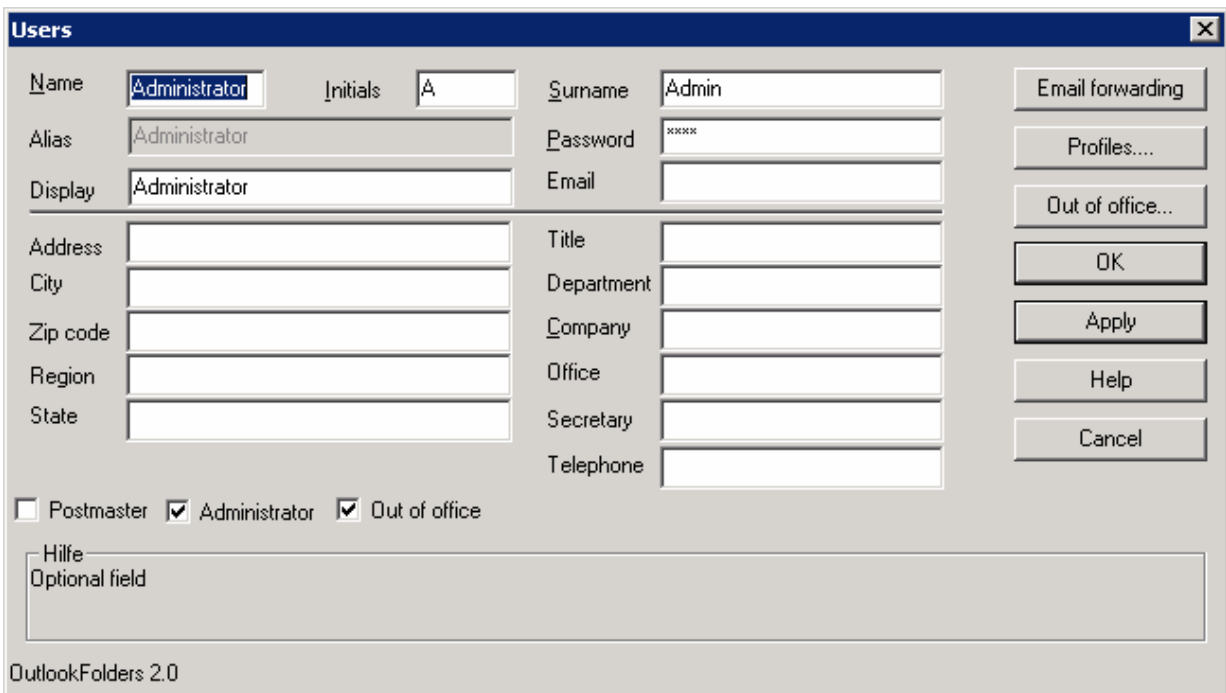 Users
Name Administrator Initials A Surname Admin Email forwarding
Alias Administrator Password **** Profiles....
Display Administrator Email Out of office...
Address Title OK
City Department
Zip code Company Apply
Region Office Help
State Secretary Cancel
Telephone
Postmaster Administrator Out of office
Hilfe
Optional field
OutlookFolders 2.0